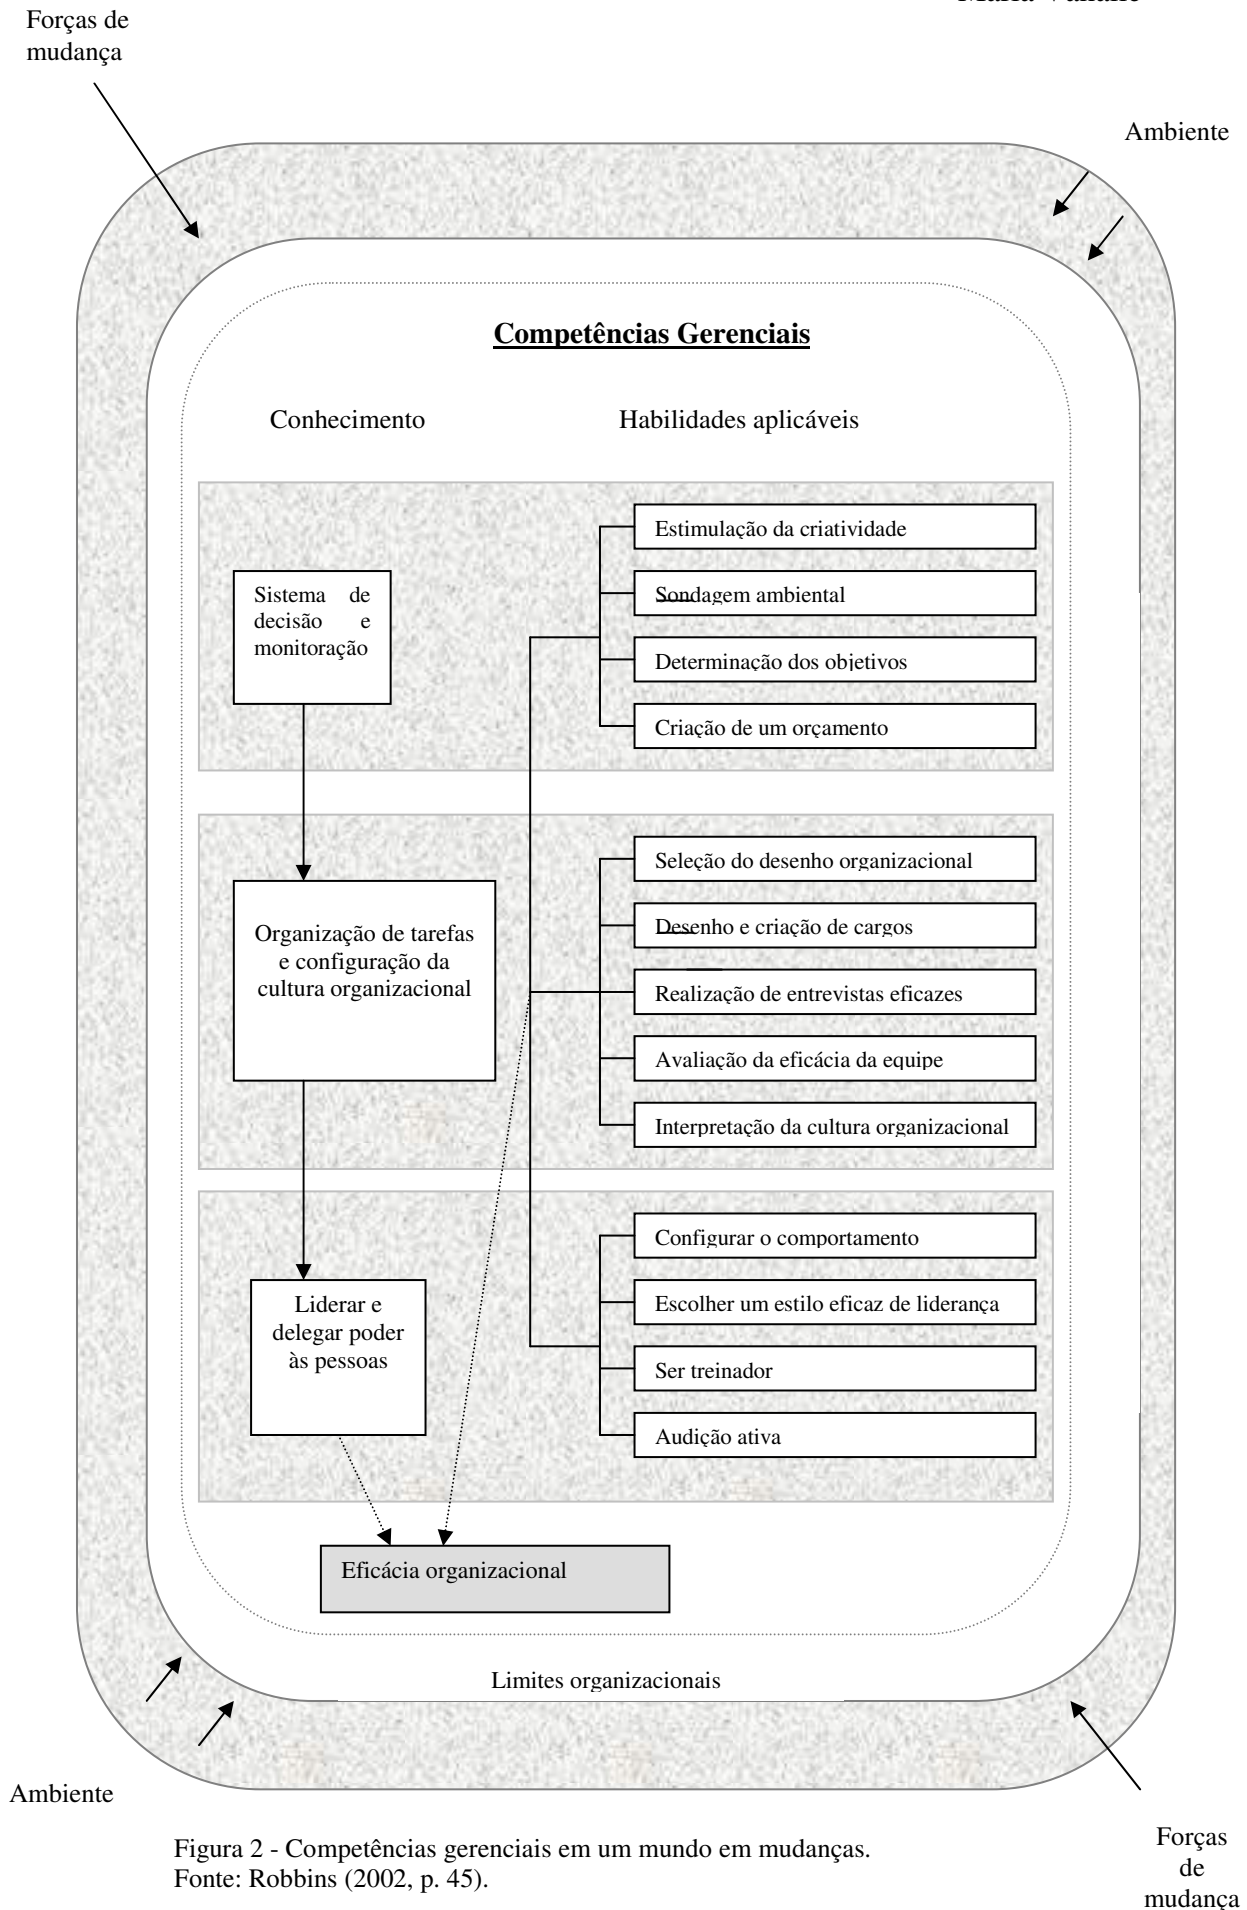 Forças de
mudança
Ambiente
Competências Gerenciais
Conhecimento
Habilidades aplicáveis
Sistema de
decisão e
monitoração
Estimulação da criatividade
Sondagem ambiental
Determinação dos objetivos
Criação de um orçamento
Organização de tarefas
e configuração da
cultura organizacional
Seleção do desenho organizacional
Desenho e criação de cargos
Realização de entrevistas eficazes
Avaliação da eficácia da equipe
Interpretação da cultura organizacional
Liderar e
delegar poder
às pessoas
Configurar o comportamento
Escolher um estilo eficaz de liderança
Ser treinador
Audição ativa
Eficácia organizacional
Limites organizacionais
Ambiente
Forças
de
mudança
Figura 2 - Competências gerenciais em um mundo em mudanças.
Fonte: Robbins (2002, p. 45).